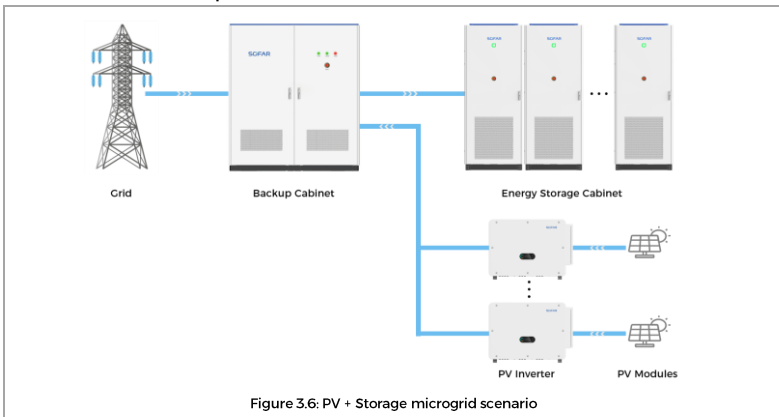 SOFAR
SOFAR
SOFAR
SOFAR
Grid
Backup Cabinet
Energy Storage Cabinet
SOFAR
SOFAR
PV Inverter
PV Modules
Figure 3.6: PV + Storage microgrid scenario